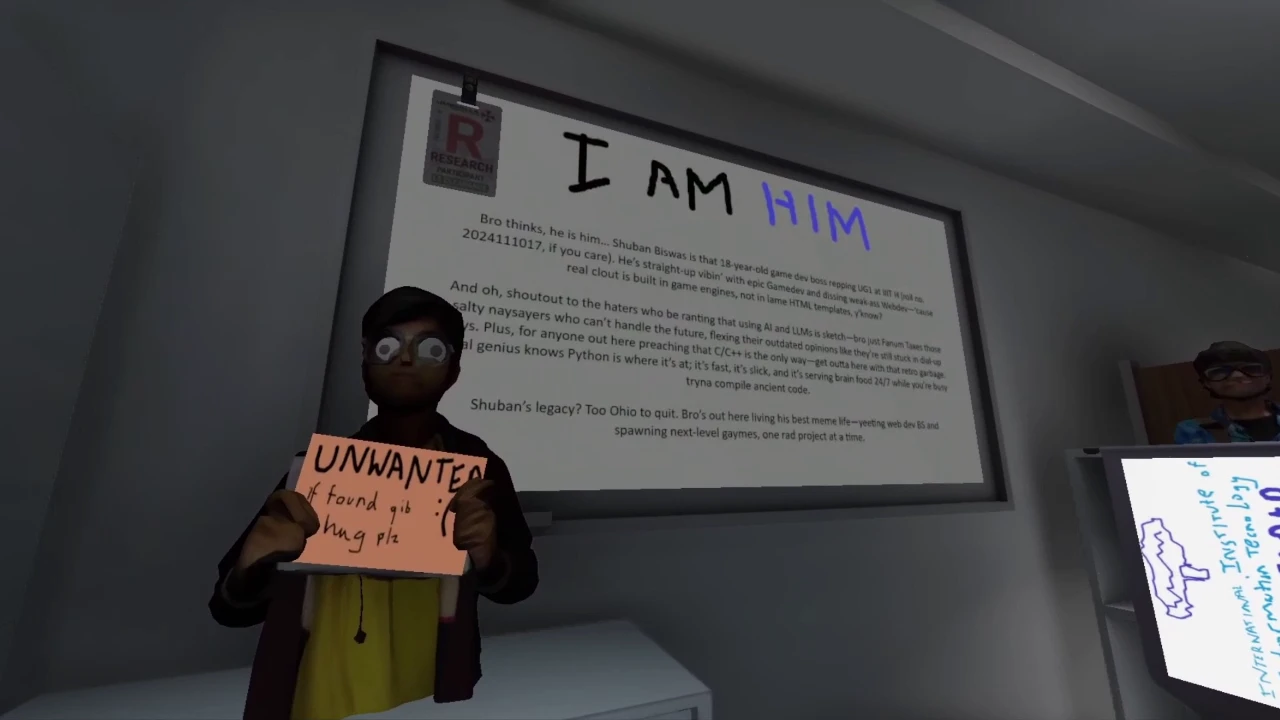 R
RESEARCH
PARTICIPANT
I AM HIM
Bro thinks, he is him... Shuban Biswas is that 18-year-old game dev boss repping UG1 at IIIT H (roll no.
2024111017, if you care). He's straight-up vibin' with epic Gamedev and dissing weak-ass Webdev—'cause
real clout is built in game engines, not in lame HTML templates, y'know?
And oh, shoutout to the haters who be ranting that using AI and LLMs is sketch—bro just Fanum Taxes those
salty naysayers who can't handle the future, flexing their outdated opinions like they're still stuck in dial-up
Plus, for anyone out here preaching that C/C++ is the only way—get outta here with that retro garbage.
genius knows Python is where it's at; it's fast, it's slick, and it's serving brain food 24/7 while you're busy
tryna compile ancient code.
Shuban's legacy? Too Ohio to quit. Bro's out here living his best meme life—yeeting web dev BS and
spawning next-level gaymes, one rad project at a time.
UNWANTED
If found gib :(
hug plz
INTERNATIONAL INSTITUTE of